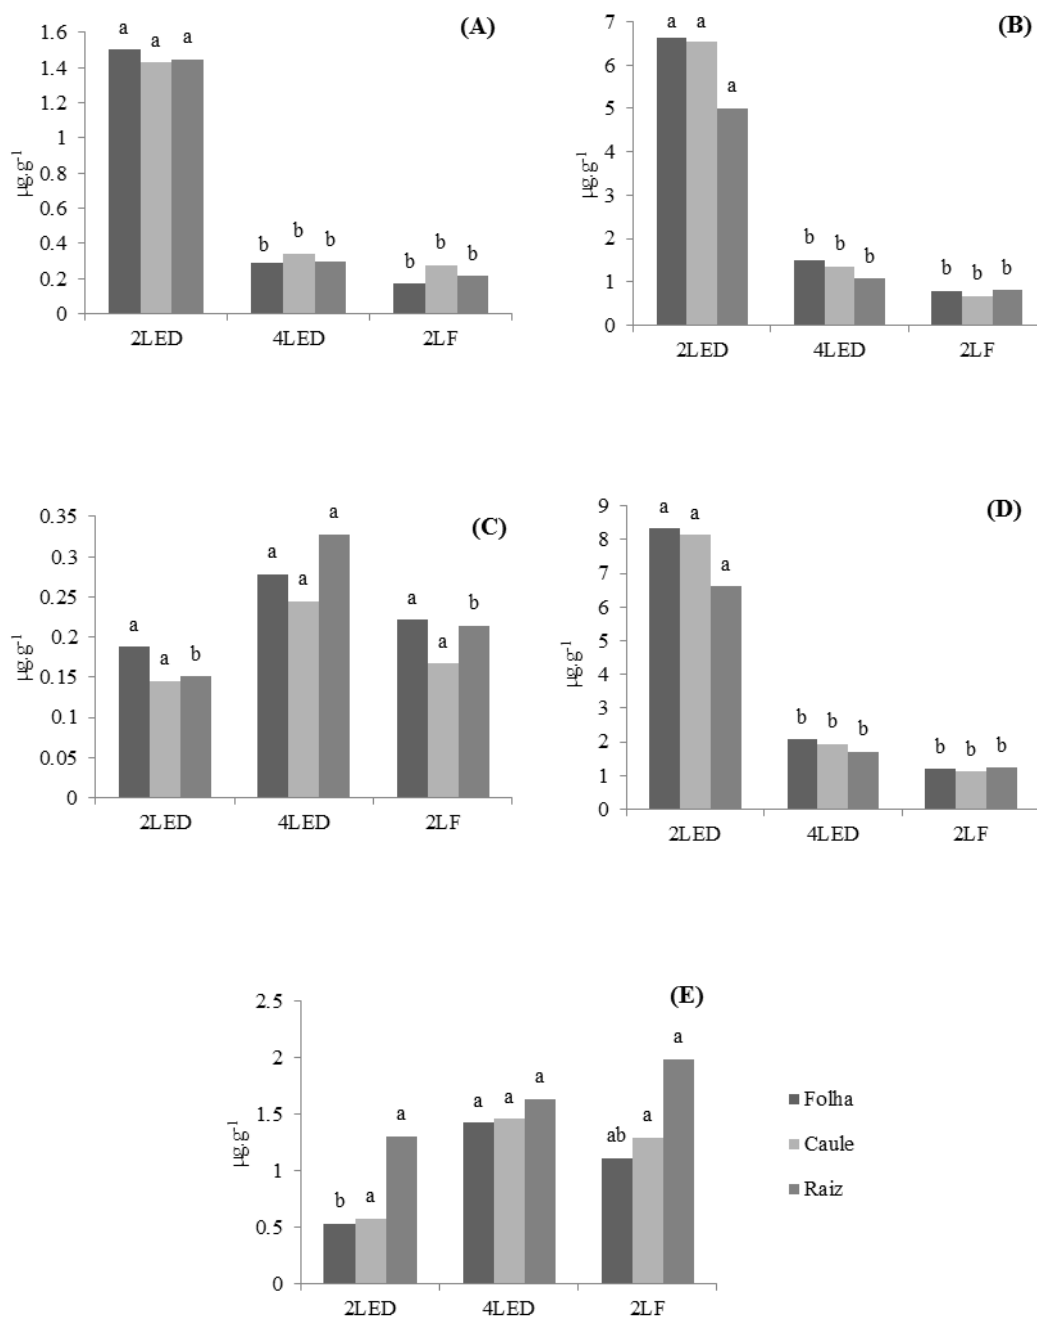 (A)
1.6
1.4
1.2
1
0.8
0.6
0.4
0.2
0
µg.g-1
a a a
b b b
b b b
2LED 4LED 2LF
(B)
7
6
5
4
3
2
1
0
µg.g-1
a a a
b b b
b b b
2LED 4LED 2LF
(C)
0.35
0.3
0.25
0.2
0.15
0.1
0.05
0
µg.g-1
a a b
a a a
a a b
2LED 4LED 2LF
(D)
9
8
7
6
5
4
3
2
1
0
µg.g-1
a a a
b b b
b b b
2LED 4LED 2LF
(E)
2.5
2
1.5
1
0.5
0
µg.g-1
b a a
a a a
ab a a
2LED 4LED 2LF
Folha
Caule
Raiz